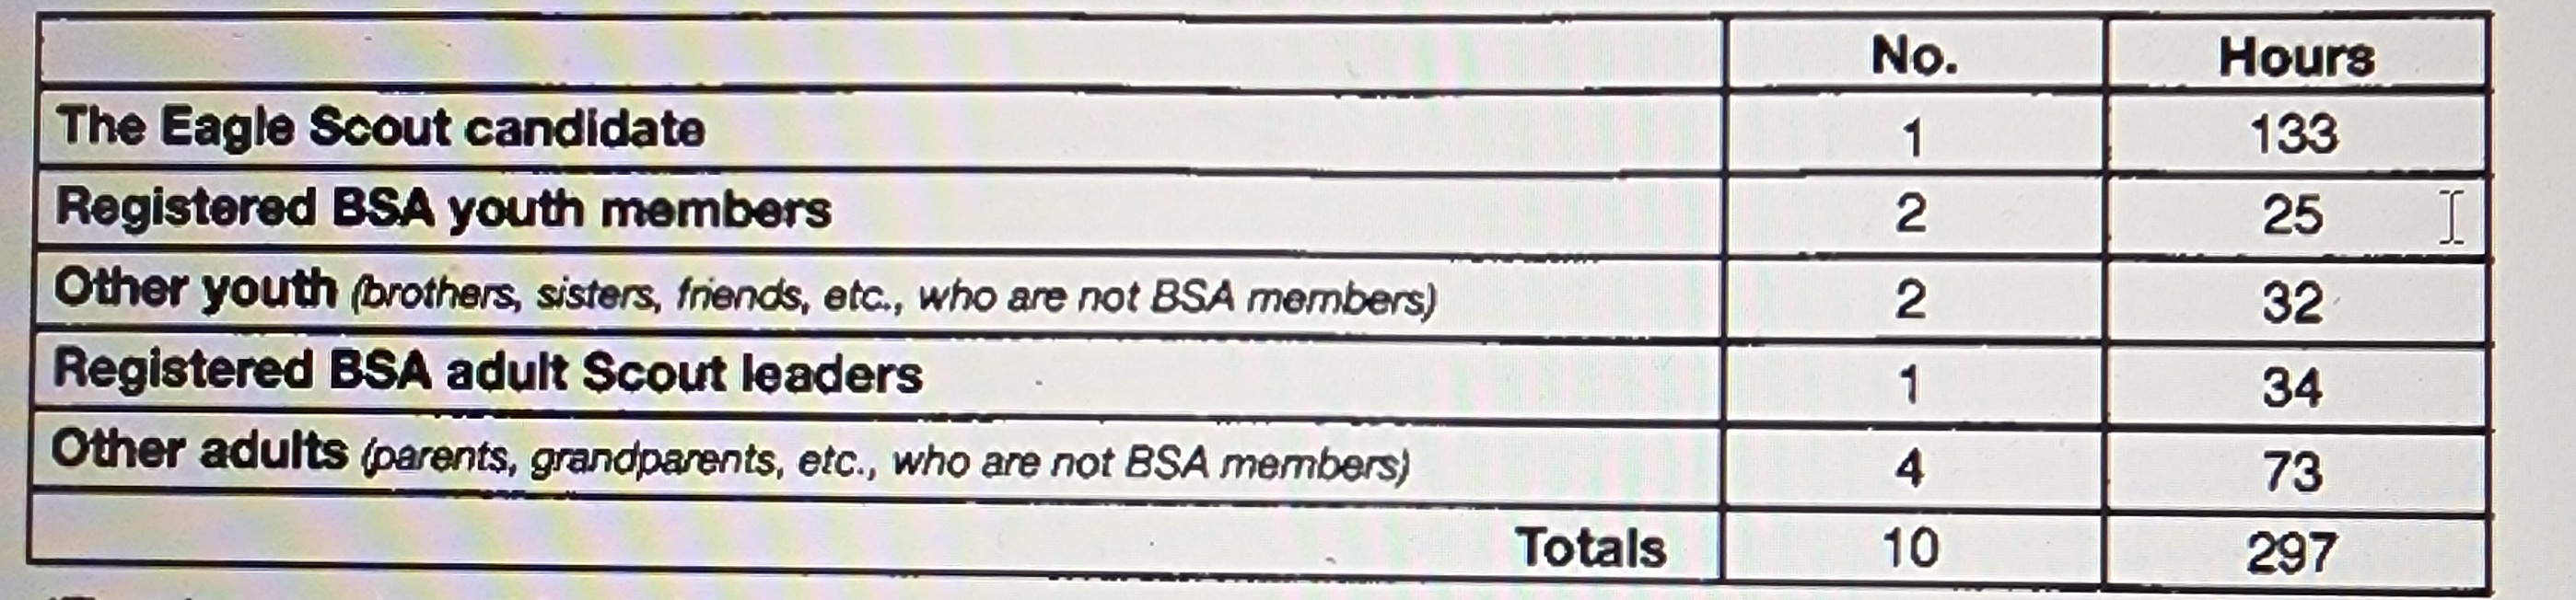 No. Hours
The Eagle Scout candidate 1 133
Registered BSA youth members 2 25
Other youth (brothers, sisters, friends, etc., who are not BSA members) 2 32
Registered BSA adult Scout leaders 1 34
Other adults (parents, grandparents, etc., who are not BSA members) 4 73
Totals 10 297